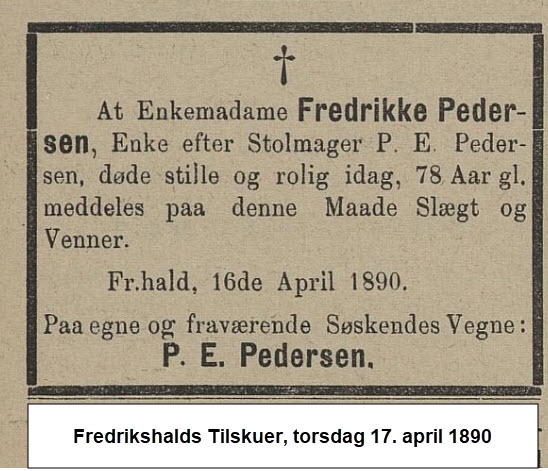 †
At Enkemadame Fredrikke Peder-
sen, Enke efter Stolmager P. E. Peder-
sen, døde stille og rolig idag, 78 Aar gl.
meddeles paa denne Maade Slægt og
Venner.
Fr.hald, 16de April 1890.
Paa egne og fraværende Søskendes Vegne:
P. E. Pedersen.
Fredrikshalds Tilskuer, torsdag 17. april 1890